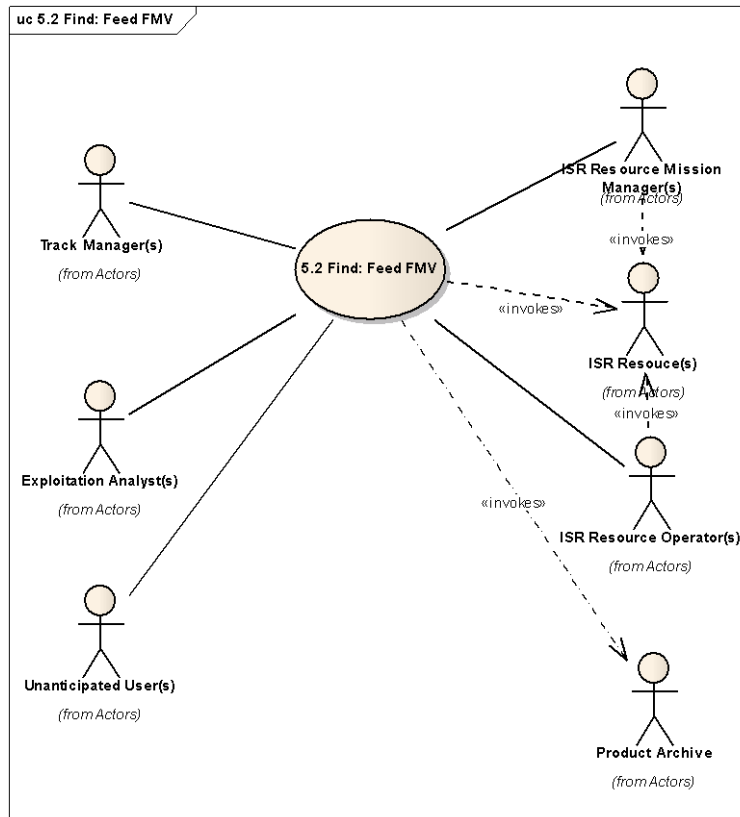 uc 5.2 Find: Feed FMV
ISR Resource Mission
Manager(s)
(from Actors)
Track Manager(s)
(from Actors)
«invokes»
5.2 Find: Feed FMV
«invokes»
ISR Resouce(s)
(from Actors)
«invokes»
Exploitation Analyst(s)
(from Actors)
«invokes»
ISR Resource Operator(s)
(from Actors)
Unanticipated User(s)
(from Actors)
Product Archive
(from Actors)